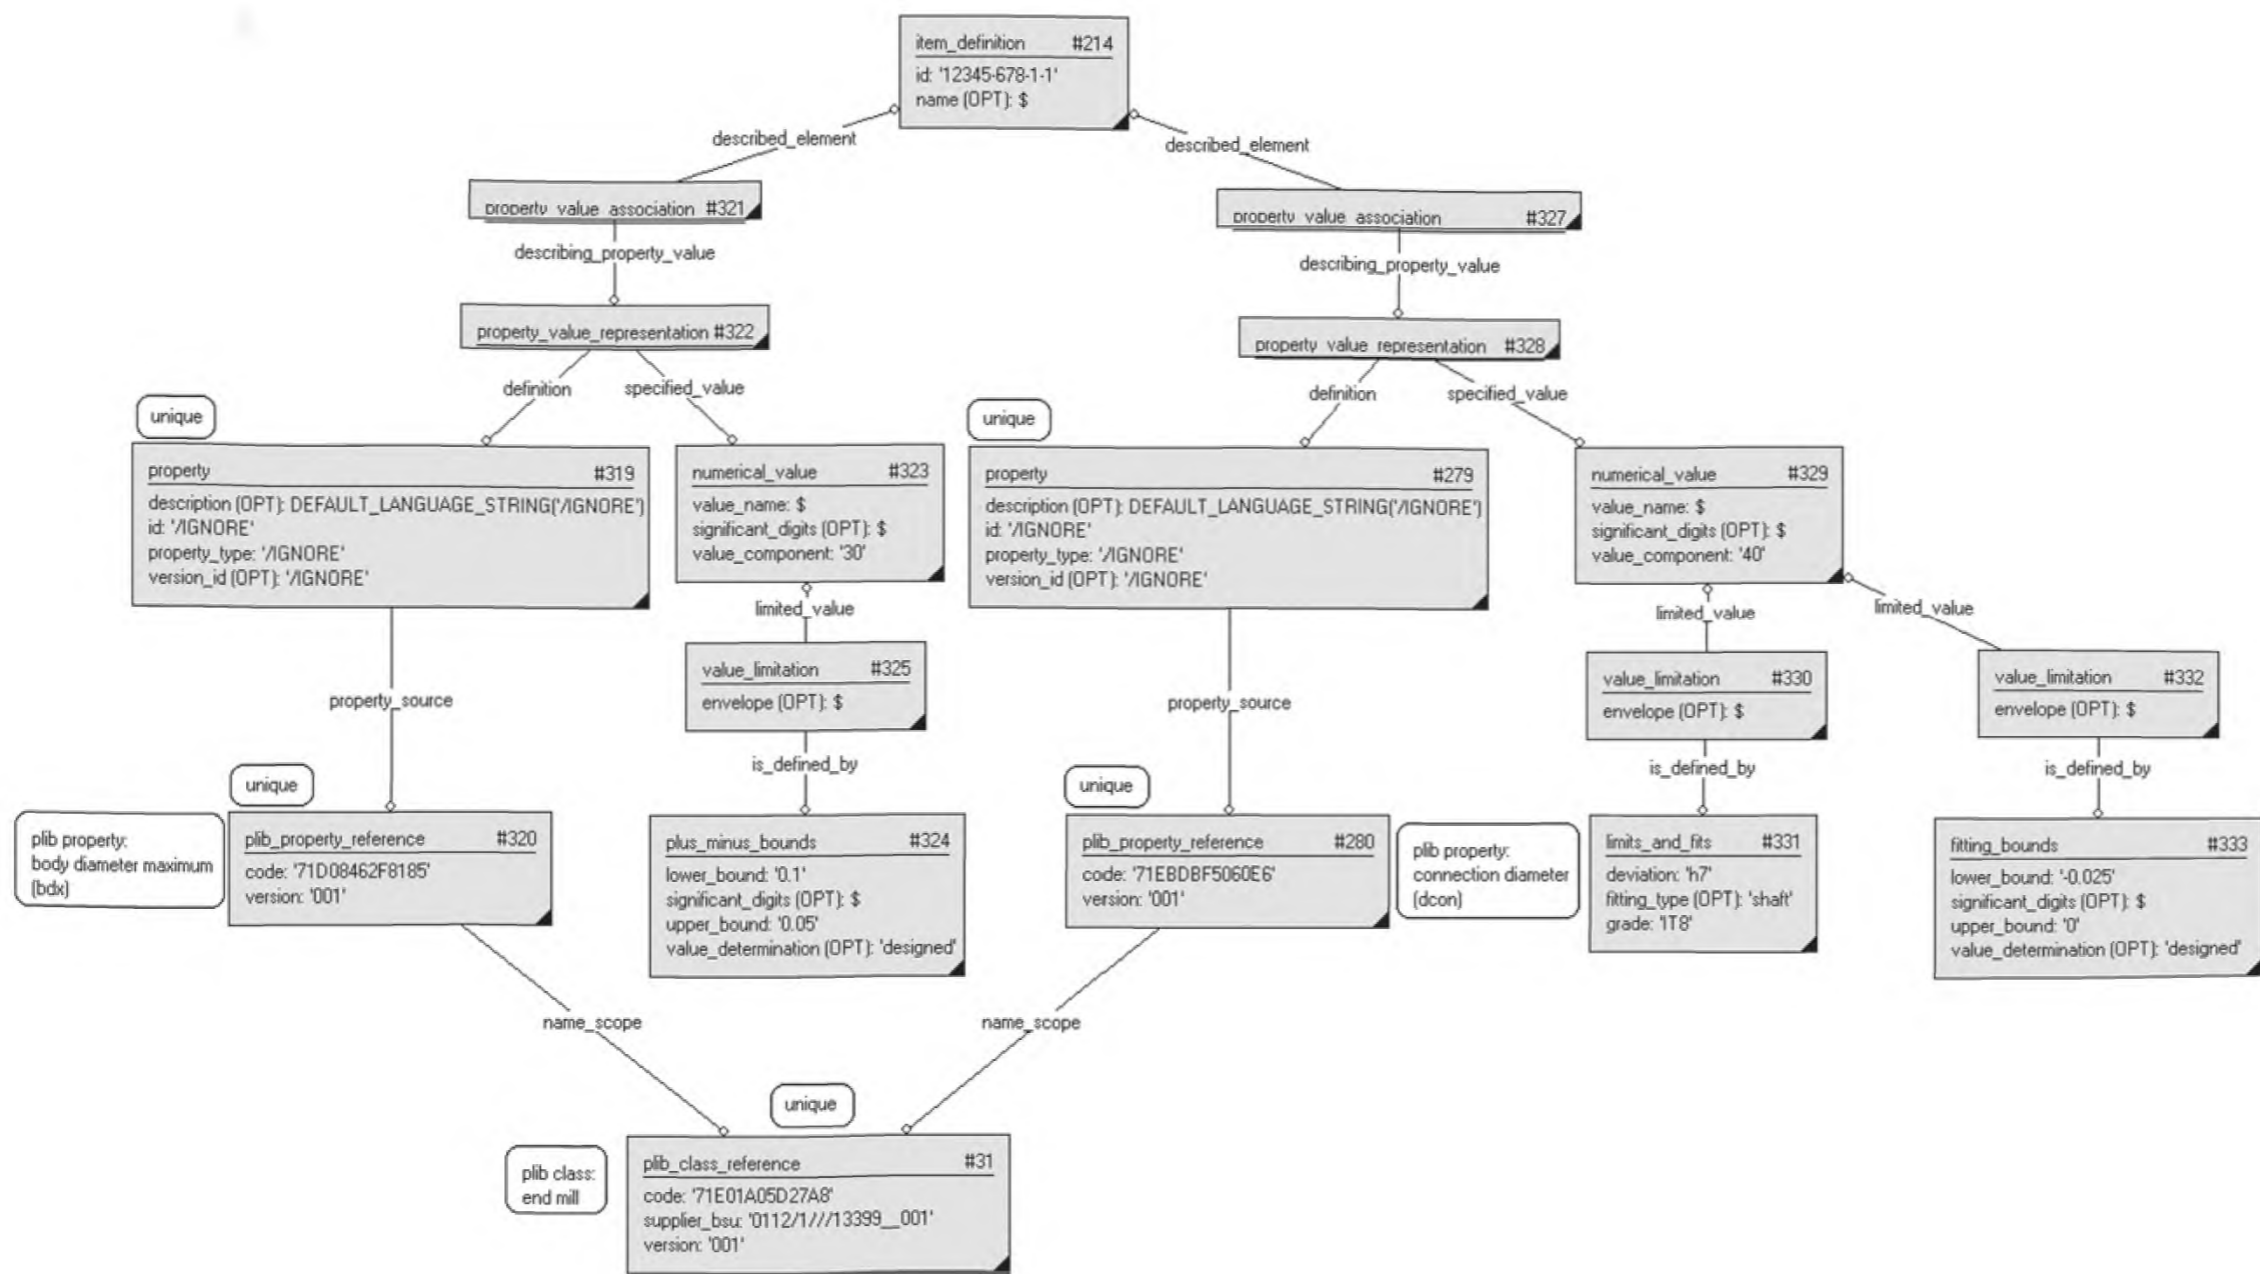 item_definition #214
id: '12345-678-1-1'
name (OPT): $
described_element
described_element
property_value_association #321
property_value_association #327
describing_property_value
describing_property_value
property_value_representation #322
property_value_representation #328
definition
specified_value
definition
specified_value
unique
unique
property #319
description (OPT): DEFAULT_LANGUAGE_STRING('/IGNORE')
id: '/IGNORE'
property_type: '/IGNORE'
version_id (OPT): '/IGNORE'
numerical_value #323
value_name: $
significant_digits (OPT): $
value_component: '30'
property #279
description (OPT): DEFAULT_LANGUAGE_STRING('/IGNORE')
id: '/IGNORE'
property_type: '/IGNORE'
version_id (OPT): '/IGNORE'
numerical_value #329
value_name: $
significant_digits (OPT): $
value_component: '40'
limited_value
limited_value
limited_value
value_limitation #325
envelope (OPT): $
value_limitation #330
envelope (OPT): $
value_limitation #332
envelope (OPT): $
property_source
property_source
is_defined_by
is_defined_by
is_defined_by
unique
unique
plib property:
body diameter maximum
(bdx)
plib_property_reference #320
code: '71D08462F8185'
version: '001'
plus_minus_bounds #324
lower_bound: '0.1'
significant_digits (OPT): $
upper_bound: '0.05'
value_determination (OPT): 'designed'
plib_property_reference #280
code: '71EBDBF5060E6'
version: '001'
plib property:
connection diameter
(dcon)
limits_and_fits #331
deviation: 'h7'
fitting_type (OPT): 'shaft'
grade: 'IT8'
fitting_bounds #333
lower_bound: '-0.025'
significant_digits (OPT): $
upper_bound: '0'
value_determination (OPT): 'designed'
name_scope
name_scope
unique
plib class:
end mill
plib_class_reference #31
code: '71E01A05D27A8'
supplier_bsu: '0112/1///13399__001'
version: '001'